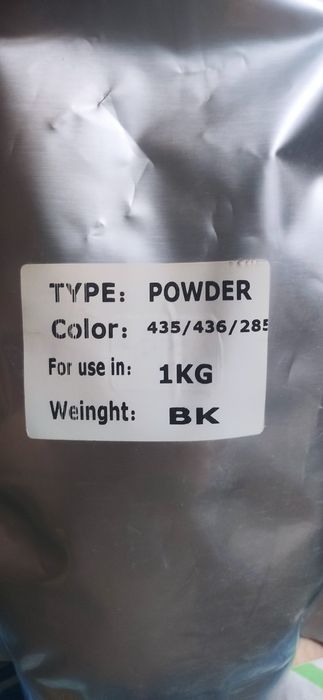 TYPE: POWDER
Color: 435/436/285
For use in: 1KG
Weinght: BK